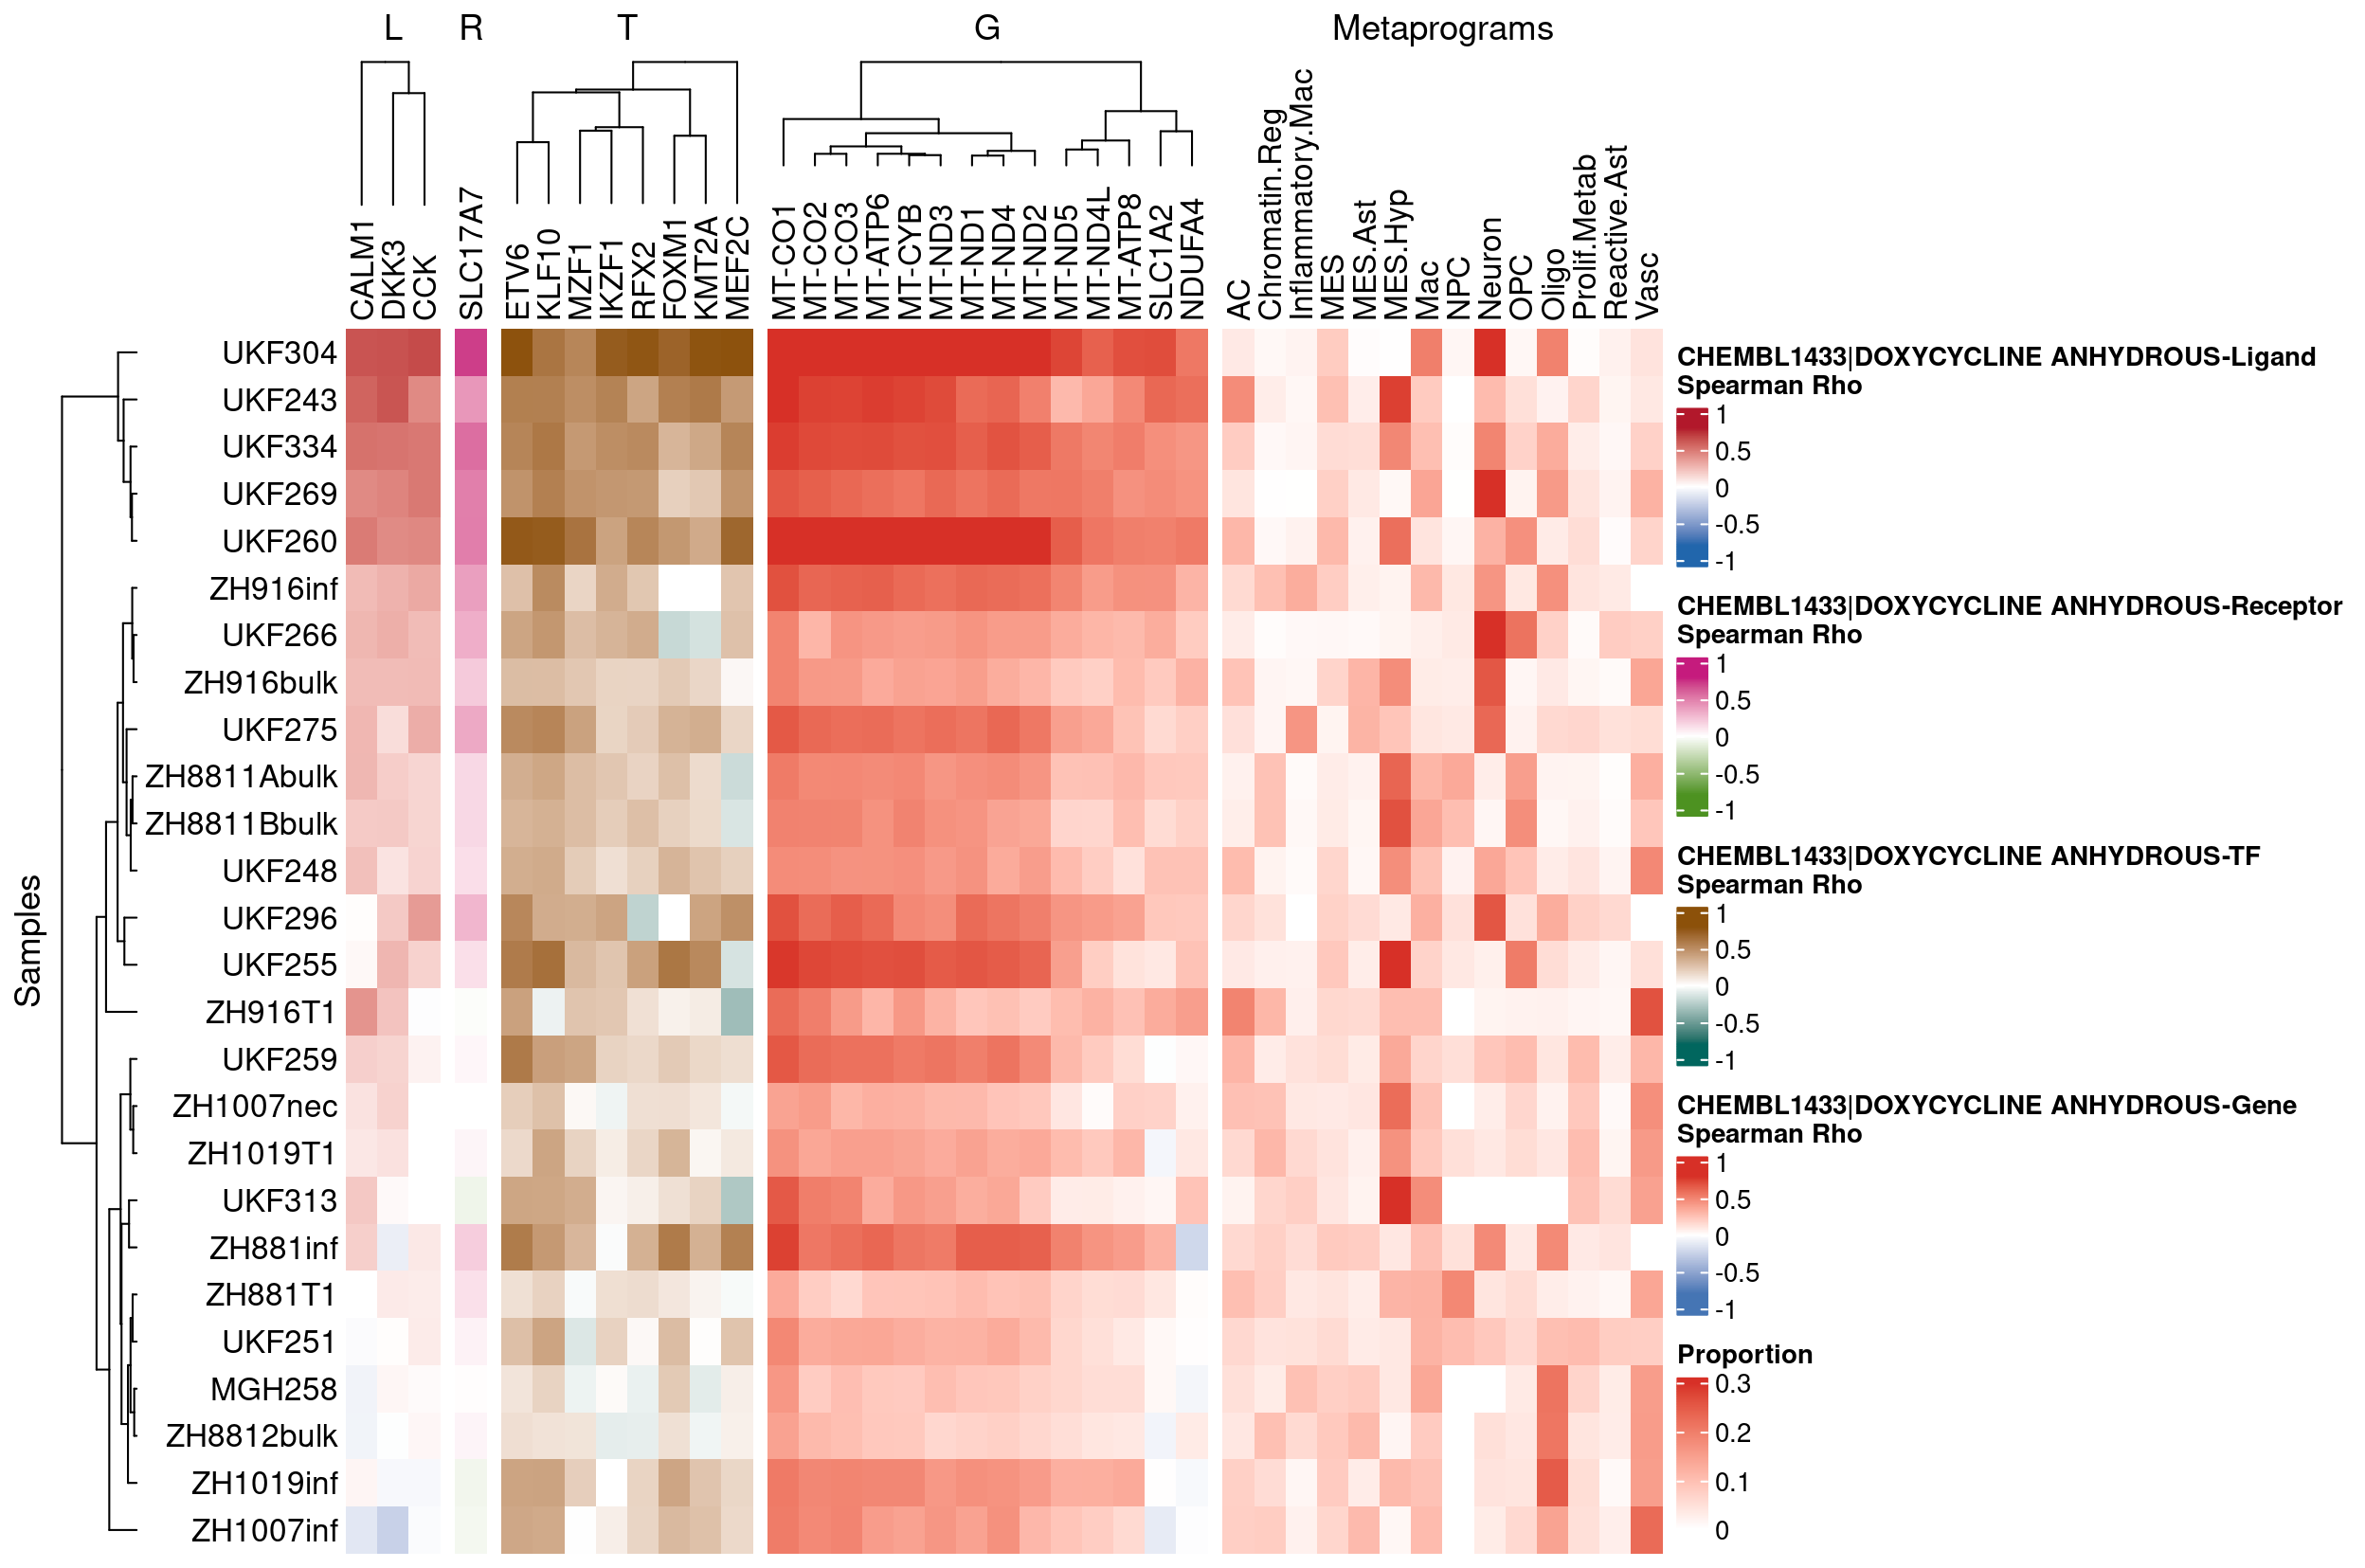 L R T G Metaprograms
CALM1
DKK3
CCK
SLC17A7
ETV6
KLF10
MZF1
IKZF1
RFX2
FOXM1
KMT2A
MEF2C
MT-CO1
MT-CO2
MT-CO3
MT-ATP6
MT-CYB
MT-ND3
MT-ND1
MT-ND4
MT-ND2
MT-ND5
MT-ND4L
MT-ATP8
SLC1A2
NDUFA4
AC
Chromatin.Reg
Inflammatory.Mac
MES
MES.Ast
MES.Hyp
Mac
NPC
Neuron
OPC
Oligo
Prolif.Metab
Reactive.Ast
Vasc
Samples
UKF304
UKF243
UKF334
UKF269
UKF260
ZH916inf
UKF266
ZH916bulk
UKF275
ZH8811Abulk
ZH8811Bbulk
UKF248
UKF296
UKF255
ZH916T1
UKF259
ZH1007nec
ZH1019T1
UKF313
ZH881inf
ZH881T1
UKF251
MGH258
ZH8812bulk
ZH1019inf
ZH1007inf
CHEMBL1433|DOXYCYCLINE ANHYDROUS-Ligand
Spearman Rho
1
0.5
0
-0.5
-1
CHEMBL1433|DOXYCYCLINE ANHYDROUS-Receptor
Spearman Rho
1
0.5
0
-0.5
-1
CHEMBL1433|DOXYCYCLINE ANHYDROUS-TF
Spearman Rho
1
0.5
0
-0.5
-1
CHEMBL1433|DOXYCYCLINE ANHYDROUS-Gene
Spearman Rho
1
0.5
0
-0.5
-1
Proportion
0.3
0.2
0.1
0